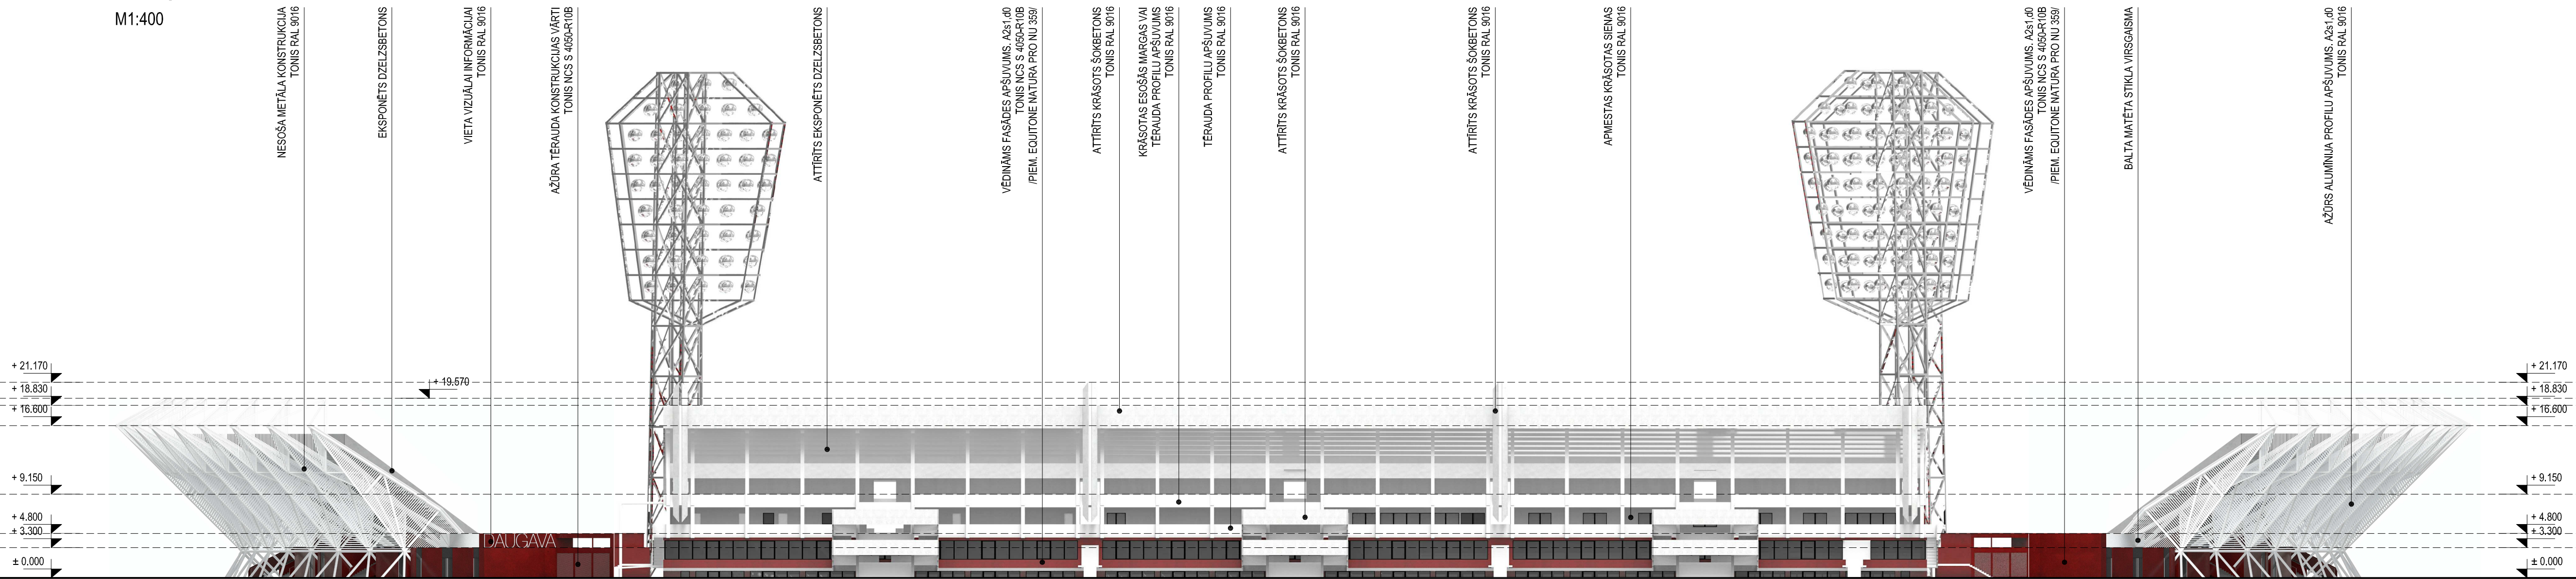 M1:400
NESOŠA METĀLA KONSTRUKCIJA
TONIS RAL 9016
EKSPONĒTS DZELZSBETONS
VIETA VIZUĀLAI INFORMĀCIJAI
TONIS RAL 9016
AŽŪRA TĒRAUDA KONSTRUKCIJAS VĀRTI
TONIS NCS S 4050-R10B
ATTĪRĪTS EKSPONĒTS DZELZSBETONS
VĒDINĀMS FASĀDES APŠUVUMS. A2s1,d0
TONIS NCS S 4050-R10B
/PIEM. EQUITONE NATURA PRO NU 359/
ATTĪRĪTS KRĀSOTS ŠOKBETONS
TONIS RAL 9016
KRĀSOTAS ESOŠĀS MARGAS VAI
TĒRAUDA PROFILU APŠUVUMS
TONIS RAL 9016
TĒRAUDA PROFILU APŠUVUMS
TONIS RAL 9016
ATTĪRĪTS KRĀSOTS ŠOKBETONS
TONIS RAL 9016
ATTĪRĪTS KRĀSOTS ŠOKBETONS
TONIS RAL 9016
APMESTAS KRĀSOTAS SIENAS
TONIS RAL 9016
VĒDINĀMS FASĀDES APŠUVUMS. A2s1,d0
TONIS NCS S 4050-R10B
/PIEM. EQUITONE NATURA PRO NU 359/
BALTA MATĒTA STIKLA VIRSGAISMA
AŽŪRS ALUMĪNIJA PROFILU APŠUVUMS. A2s1,d0
TONIS RAL 9016
+ 21.170
+ 18.830
+ 16.600
+ 9.150
+ 4.800
+ 3.300
± 0,000
+ 19.570
DAUGAVA
+ 21.170
+ 18.830
+ 16.600
+ 9.150
+ 4.800
+ 3.300
± 0,000